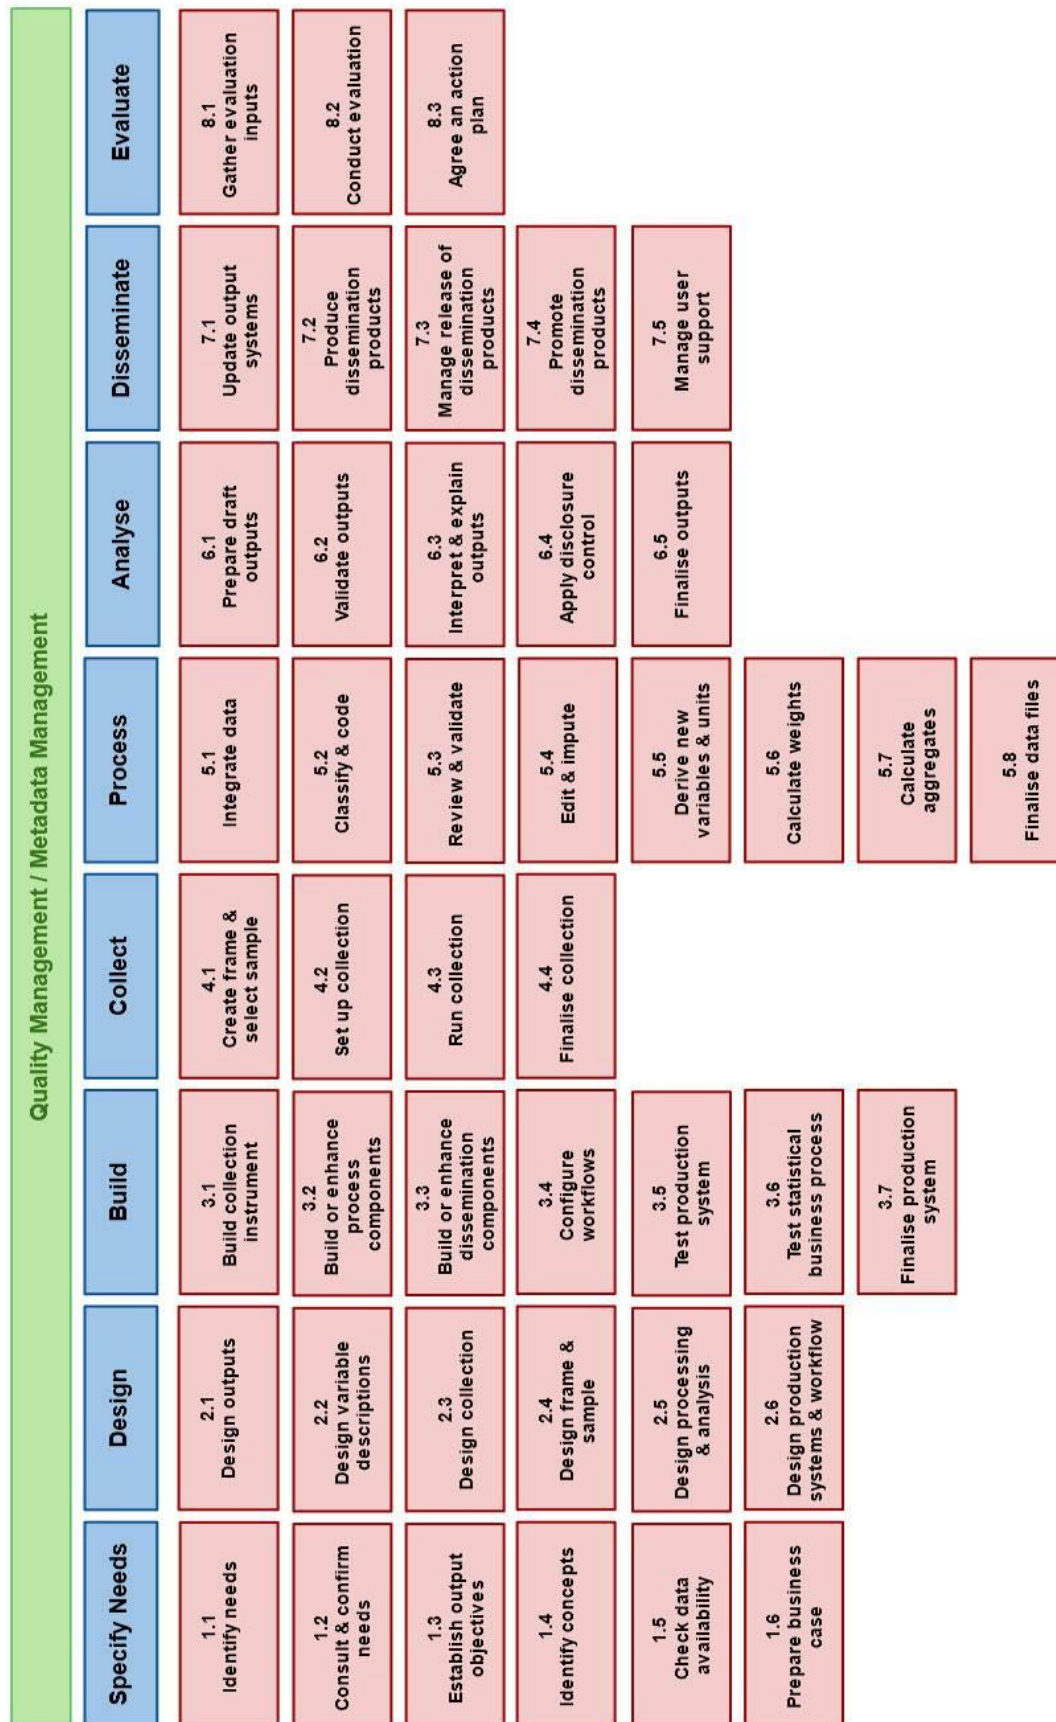 Quality Management / Metadata Management
Specify Needs
Design
Build
Collect
Process
Analyse
Disseminate
Evaluate
1.1
Identify needs
1.2
Consult & confirm
needs
1.3
Establish output
objectives
1.4
Identify concepts
1.5
Check data
availability
1.6
Prepare business
case
2.1
Design outputs
2.2
Design variable
descriptions
2.3
Design collection
2.4
Design frame &
sample
2.5
Design processing
& analysis
2.6
Design production
systems & workflow
3.1
Build collection
instrument
3.2
Build or enhance
process
components
3.3
Build or enhance
dissemination
components
3.4
Configure
workflows
3.5
Test production
system
3.6
Test statistical
business process
3.7
Finalise production
system
4.1
Create frame &
select sample
4.2
Set up collection
4.3
Run collection
4.4
Finalise collection
5.1
Integrate data
5.2
Classify & code
5.3
Review & validate
5.4
Edit & impute
5.5
Derive new
variables & units
5.6
Calculate weights
5.7
Calculate
aggregates
5.8
Finalise data files
6.1
Prepare draft
outputs
6.2
Validate outputs
6.3
Interpret & explain
outputs
6.4
Apply disclosure
control
6.5
Finalise outputs
7.1
Update output
systems
7.2
Produce
dissemination
products
7.3
Manage release of
dissemination
products
7.4
Promote
dissemination
products
7.5
Manage user
support
8.1
Gather evaluation
inputs
8.2
Conduct evaluation
8.3
Agree an action
plan